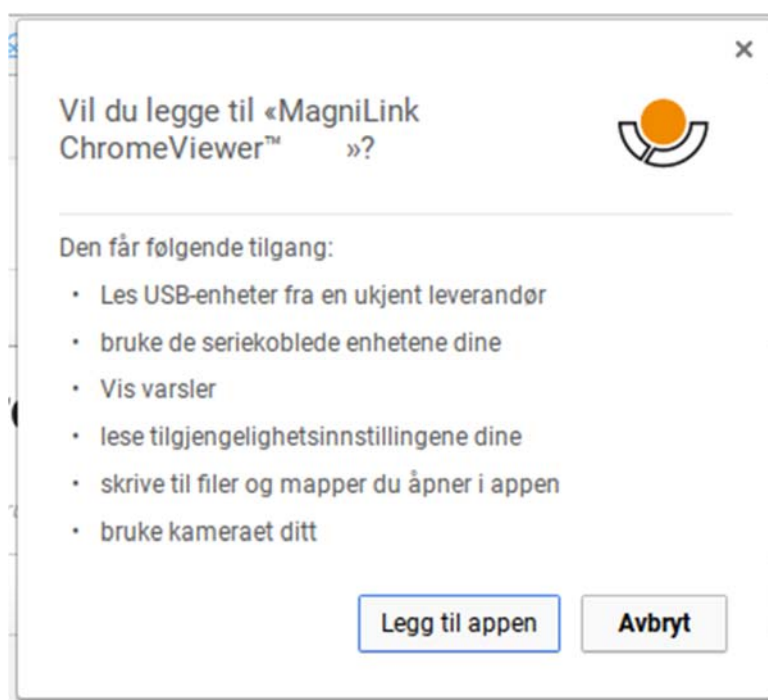 Vil du legge til «MagniLink
ChromeViewer™ »?
Den får følgende tilgang:
• Les USB-enheter fra en ukjent leverandør
• bruke de seriekoblede enhetene dine
• Vis varsler
• lese tilgjengelighetsinnstillingene dine
• skrive til filer og mapper du åpner i appen
• bruke kameraet ditt
Legg til appen Avbryt